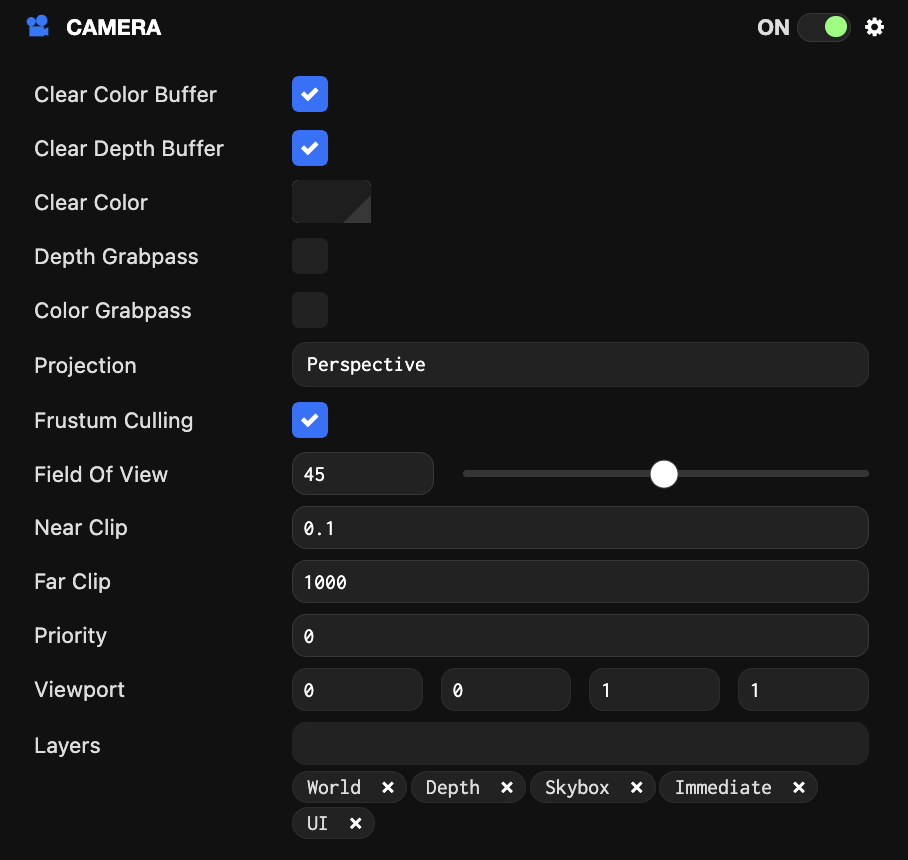 CAMERA ON
Clear Color Buffer
Clear Depth Buffer
Clear Color
Depth Grabpass
Color Grabpass
Projection Perspective
Frustum Culling
Field Of View 45
Near Clip 0.1
Far Clip 1000
Priority 0
Viewport 0 0 1 1
Layers
World × Depth × Skybox × Immediate ×
UI ×